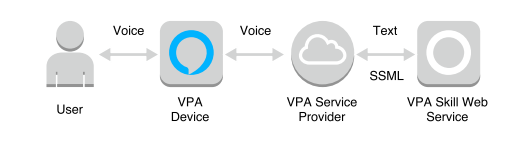 Voice
Voice
Text
SSML
User
VPA
Device
VPA Service
Provider
VPA Skill Web
Service